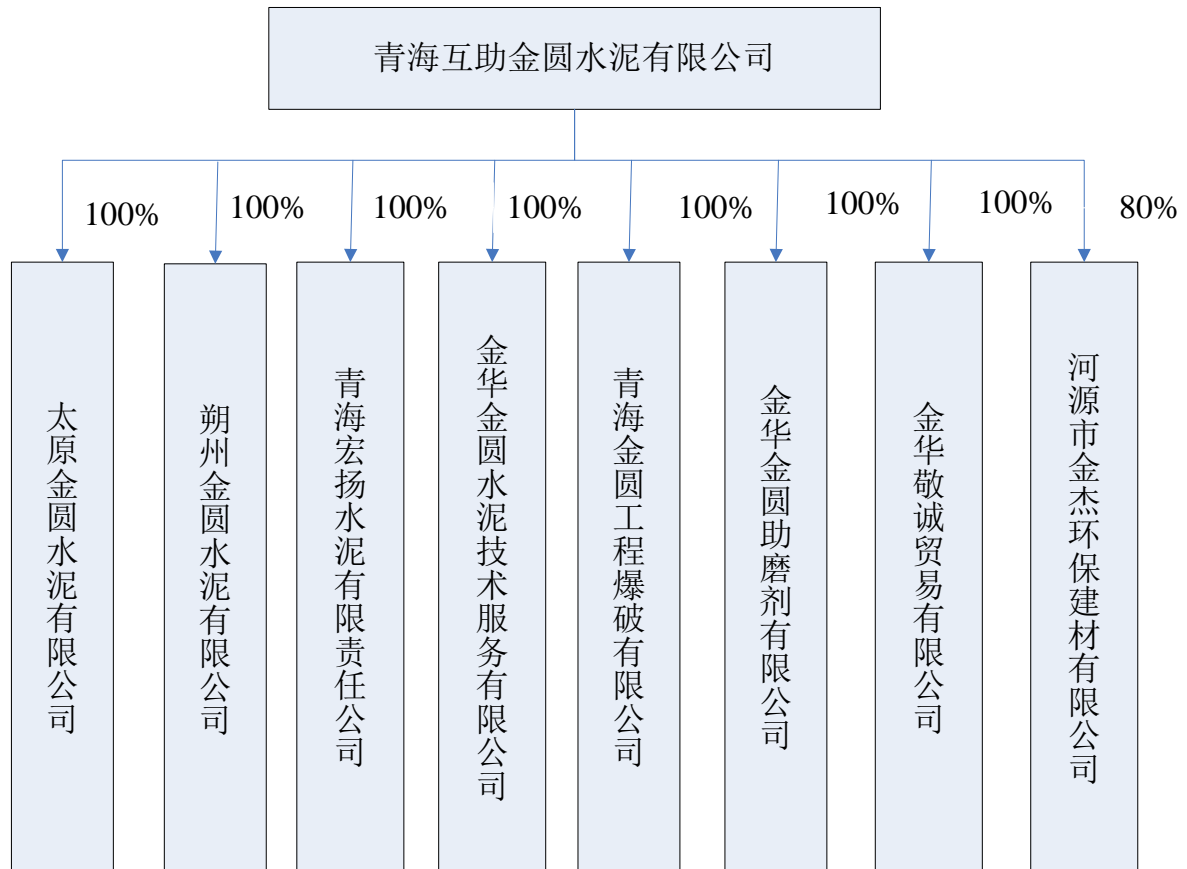 青海互助金圆水泥有限公司
100%
100%
100%
100%
100%
100%
100%
80%
太原金圆水泥有限公司
朔州金圆水泥有限公司
青海宏扬水泥有限责任公司
金华金圆水泥技术服务有限公司
青海金圆工程爆破有限公司
金华金圆助磨剂有限公司
金华敬诚贸易有限公司
河源市金杰环保建材有限公司